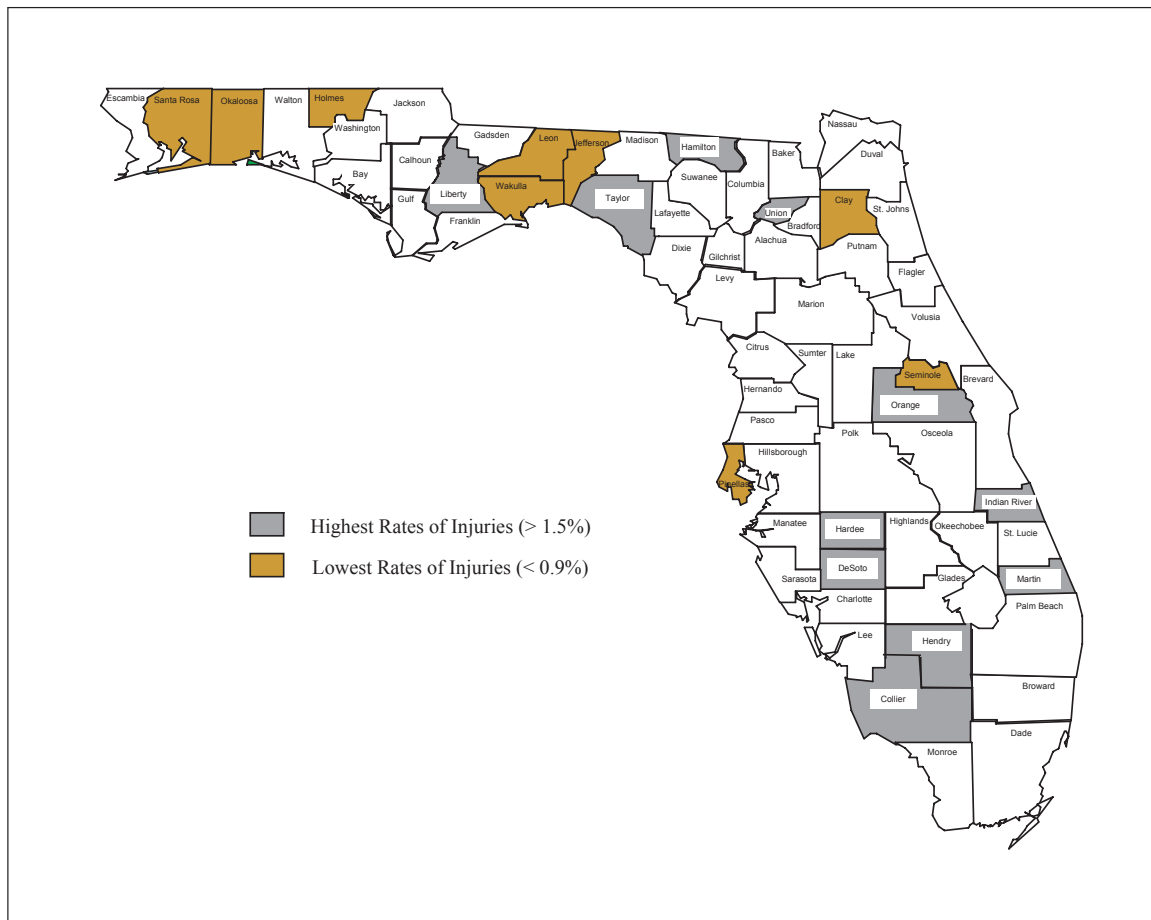 Escambia
Santa Rosa
Okaloosa
Walton
Holmes
Jackson
Washington
Bay
Calhoun
Gulf
Gadsden
Liberty
Franklin
Leon
Wakulla
Jefferson
Madison
Taylor
Hamilton
Suwanee
Lafayette
Dixie
Columbia
Gilchrist
Levy
Baker
Union
Bradford
Alachua
Nassau
Duval
Clay
St. Johns
Putnam
Flagler
Marion
Volusia
Citrus
Sumter
Lake
Seminole
Brevard
Hernando
Orange
Pasco
Polk
Osceola
Hillsborough
Pinellas
Indian River
Manatee
Hardee
Highlands
Okeechobee
St. Lucie
Sarasota
DeSoto
Glades
Martin
Charlotte
Palm Beach
Lee
Hendry
Collier
Broward
Monroe
Dade
Highest Rates of Injuries (> 1.5%)
Lowest Rates of Injuries (< 0.9%)